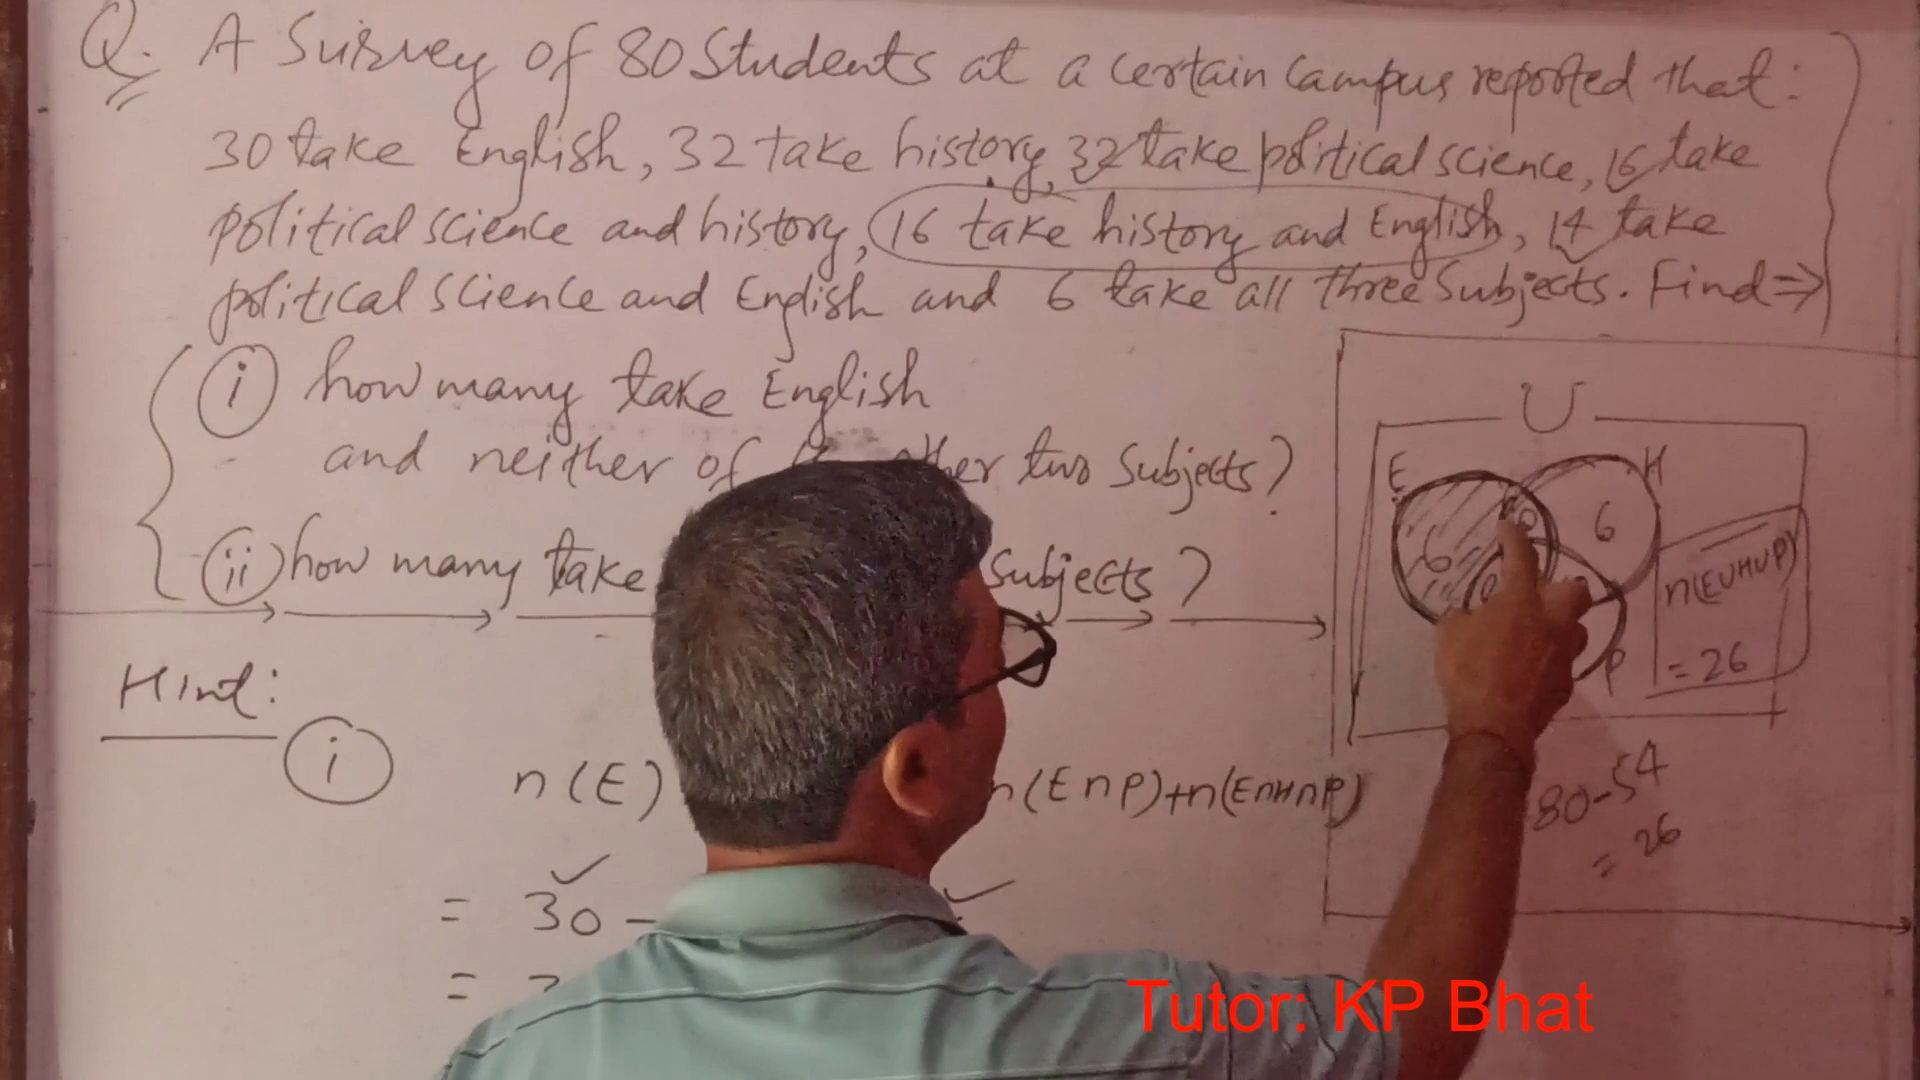 Q. A Survey of 80 Students at a certain campus reported that:
30 take English, 32 take history, 32 take political science, 16 take
political science and history, 16 take history and English, 14 take
political science and English and 6 take all three Subjects. Find ⇒
(i) how many take English
and neither of other two Subjects?
(ii) how many take Subjects?
U
E
H
6
6
P
n(EUHUP)
= 26
Hint:
(i)
n(E) n(E∩P)+n(E∩H∩P)
80-54
= 26
= 30 -
=
Tutor: KP Bhat